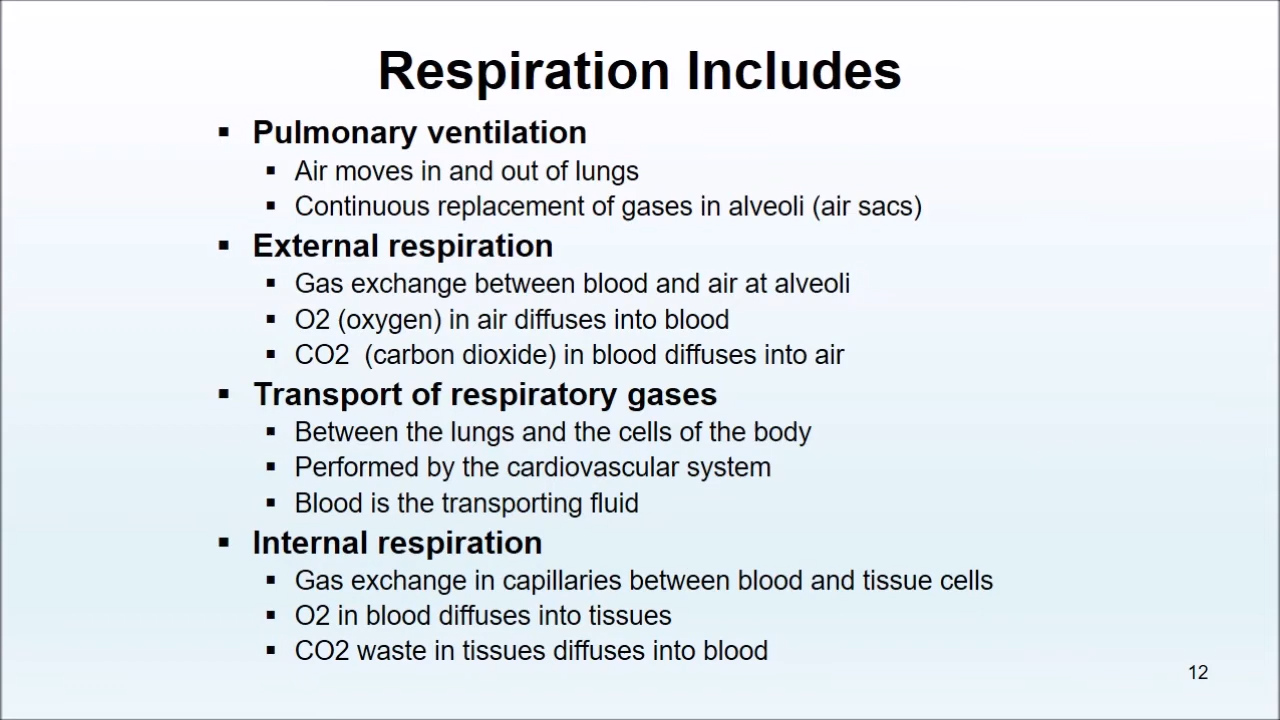 Respiration Includes
▪ Pulmonary ventilation
▪ Air moves in and out of lungs
▪ Continuous replacement of gases in alveoli (air sacs)
▪ External respiration
▪ Gas exchange between blood and air at alveoli
▪ O2 (oxygen) in air diffuses into blood
▪ CO2  (carbon dioxide) in blood diffuses into air
▪ Transport of respiratory gases
▪ Between the lungs and the cells of the body
▪ Performed by the cardiovascular system
▪ Blood is the transporting fluid
▪ Internal respiration
▪ Gas exchange in capillaries between blood and tissue cells
▪ O2 in blood diffuses into tissues
▪ CO2 waste in tissues diffuses into blood
12